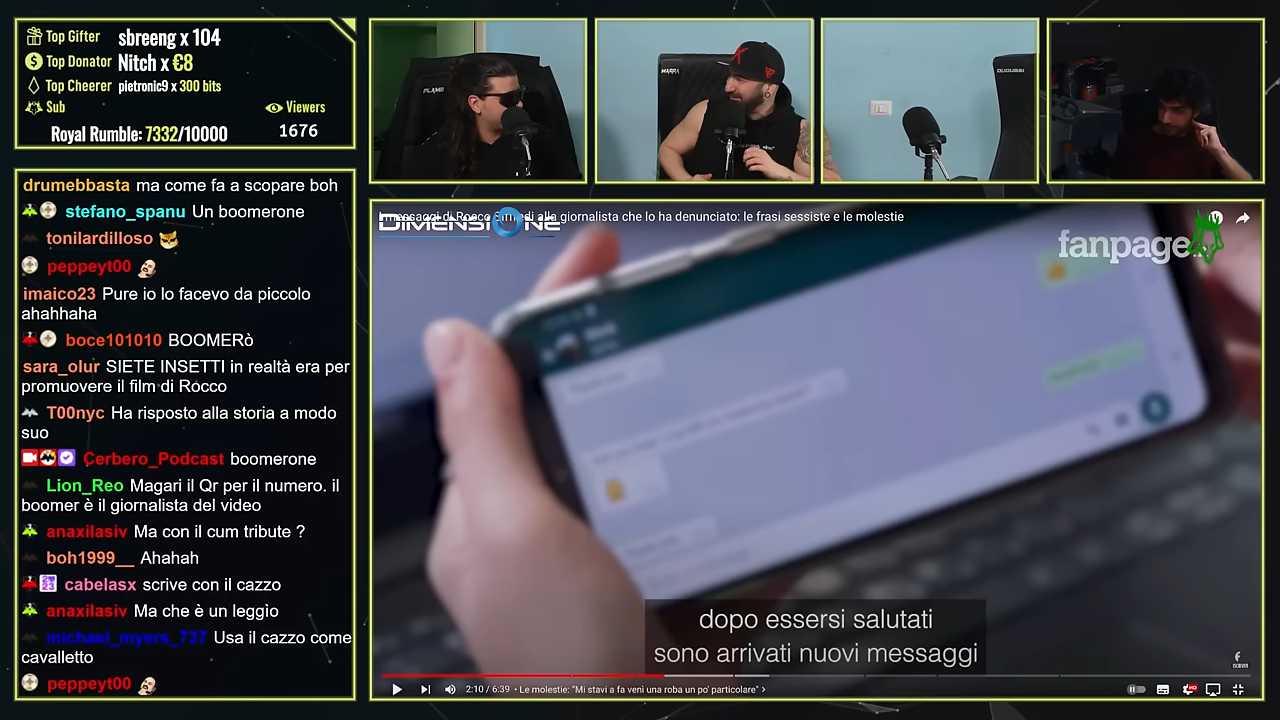 Top Gifter sbreeng x 104
Top Donator Nitch x €8
Top Cheerer pietronic9 x 300 bits
Sub
Viewers
Royal Rumble: 7332/10000
1676
drumebbasta ma come fa a scopare boh
stefano_spanu Un boomerone
tonilardilloso
peppeyt00
imaico23 Pure io lo facevo da piccolo
ahahhaha
boce101010 BOOMERò
sara_olur SIETE INSETTI in realtà era per
promuovere il film di Rocco
T00nyc Ha risposto alla storia a modo
suo
Cerbero_Podcast boomerone
Lion_Reo Magari il Qr per il numero. il
boomer è il giornalista del video
anaxilasiv Ma con il cum tribute ?
boh1999__ Ahahah
cabelasx scrive con il cazzo
anaxilasiv Ma che è un leggio
michael_myers_737 Usa il cazzo come
cavalletto
peppeyt00
MARRA
messaggi di Rocco alla giornalista che lo ha denunciato: le frasi sessiste e le molestie
DIMENSIONE
fanpage
dopo essersi salutati
sono arrivati nuovi messaggi
2:10 / 6:39 • Le molestie: "Mi stavi a fa venì una roba un po' particolare" ›
HD